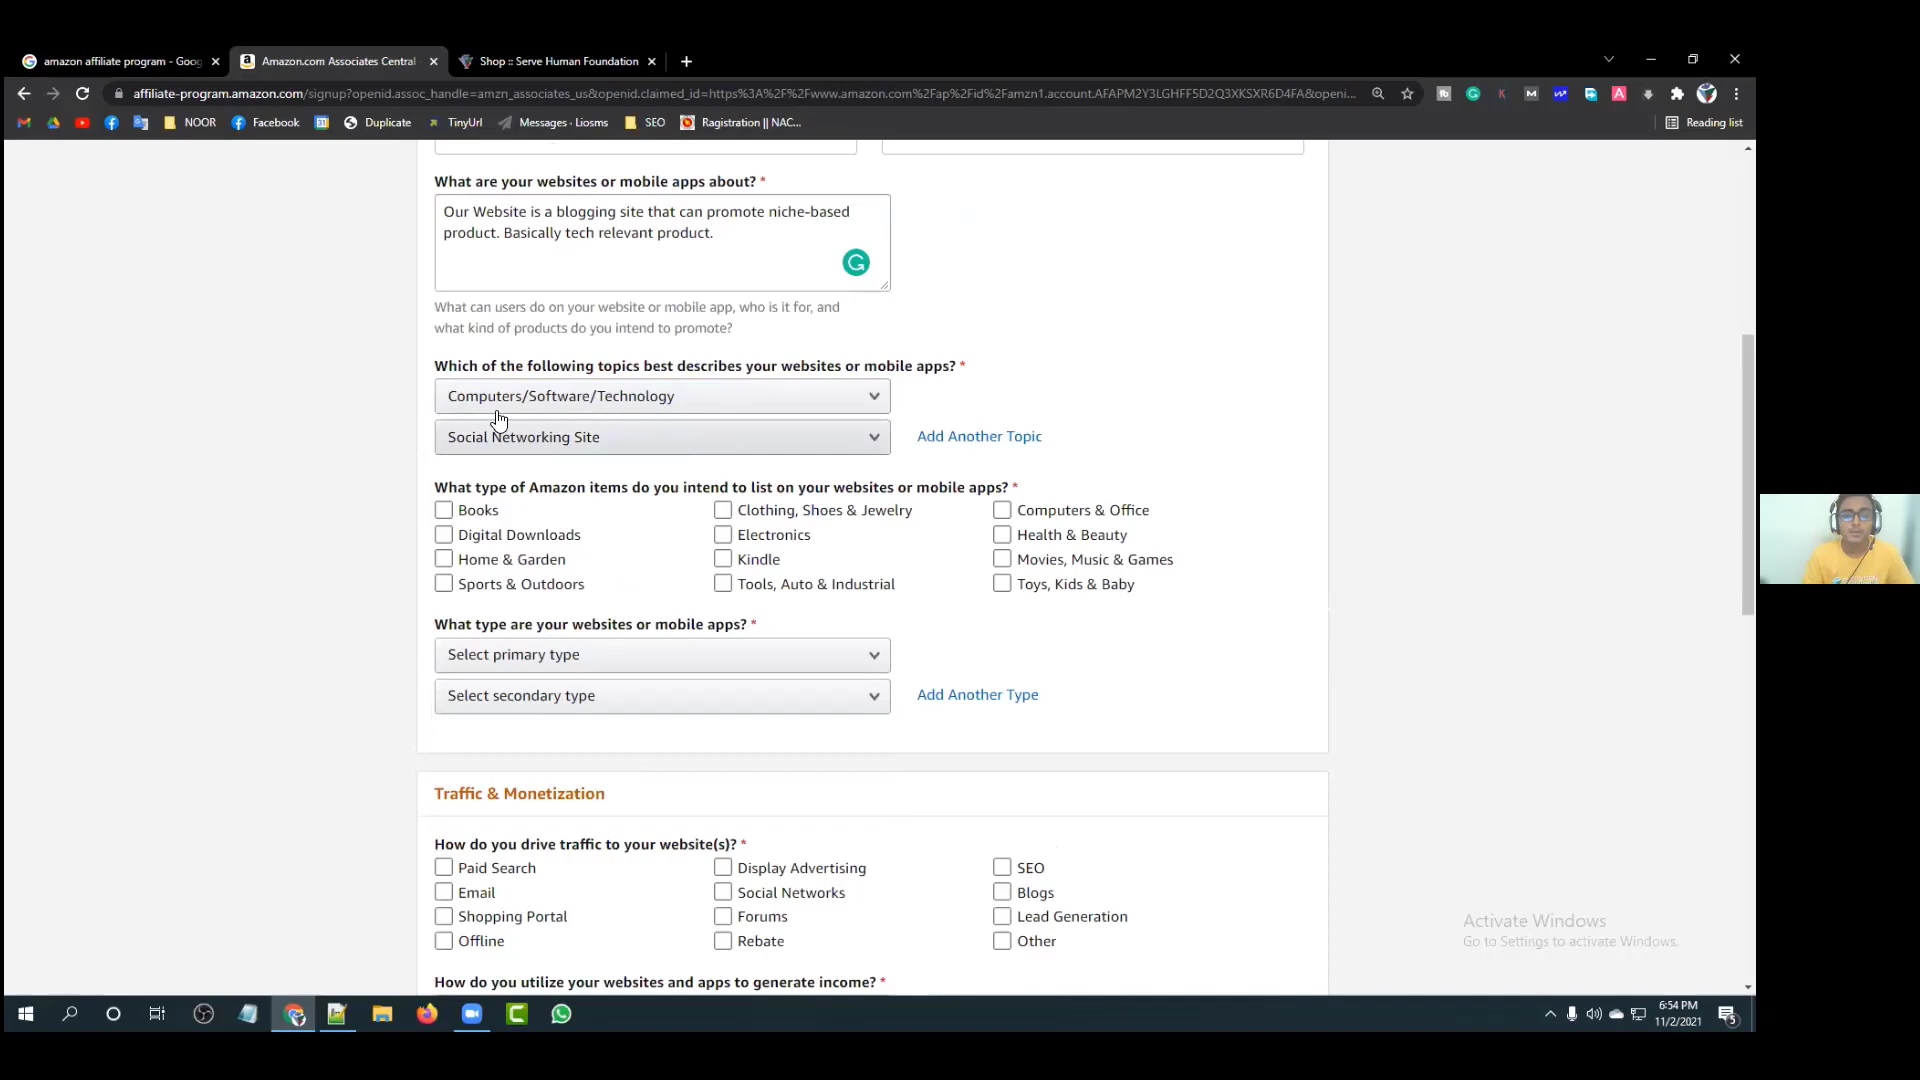 amazon affiliate program - Goog
Amazon.com Associates Central
Shop :: Serve Human Foundation
affiliate-program.amazon.com/signup?openid.assoc_handle=amzn_associates_us&openid.claimed_id=https%3A%2F%2Fwww.amazon.com%2Fap%2Fid%2Famzn1.account.AFAPM2Y3LGHFF5D2Q3XKSXR6D4FA&openi...
NOOR
Facebook
Duplicate
TinyUrl
Messages - Liosms
SEO
Ragistration || NAC...
Reading list
What are your websites or mobile apps about? *
Our Website is a blogging site that can promote niche-based
product. Basically tech relevant product.
What can users do on your website or mobile app, who is it for, and
what kind of products do you intend to promote?
Which of the following topics best describes your websites or mobile apps? *
Computers/Software/Technology
Social Networking Site
Add Another Topic
What type of Amazon items do you intend to list on your websites or mobile apps? *
Books
Clothing, Shoes & Jewelry
Computers & Office
Digital Downloads
Electronics
Health & Beauty
Home & Garden
Kindle
Movies, Music & Games
Sports & Outdoors
Tools, Auto & Industrial
Toys, Kids & Baby
What type are your websites or mobile apps? *
Select primary type
Select secondary type
Add Another Type
Traffic & Monetization
How do you drive traffic to your website(s)? *
Paid Search
Display Advertising
SEO
Email
Social Networks
Blogs
Shopping Portal
Forums
Lead Generation
Offline
Rebate
Other
How do you utilize your websites and apps to generate income? *
Activate Windows
Go to Settings to activate Windows.
6:54 PM
11/2/2021
5